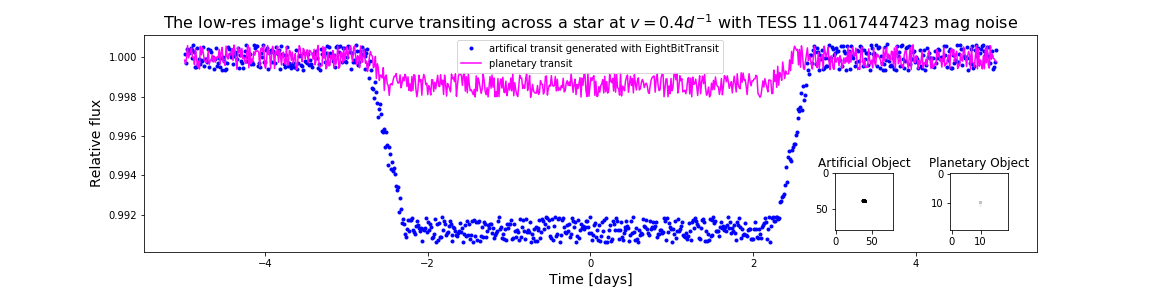 The low-res image's light curve transiting across a star at v = 0.4d⁻¹ with TESS 11.0617447423 mag noise
artifical transit generated with EightBitTransit
planetary transit
Relative flux
1.000
0.998
0.996
0.994
0.992
Artificial Object
0
50
0 50
Planetary Object
0
10
0 10
−4 −2 0 2 4
Time [days]